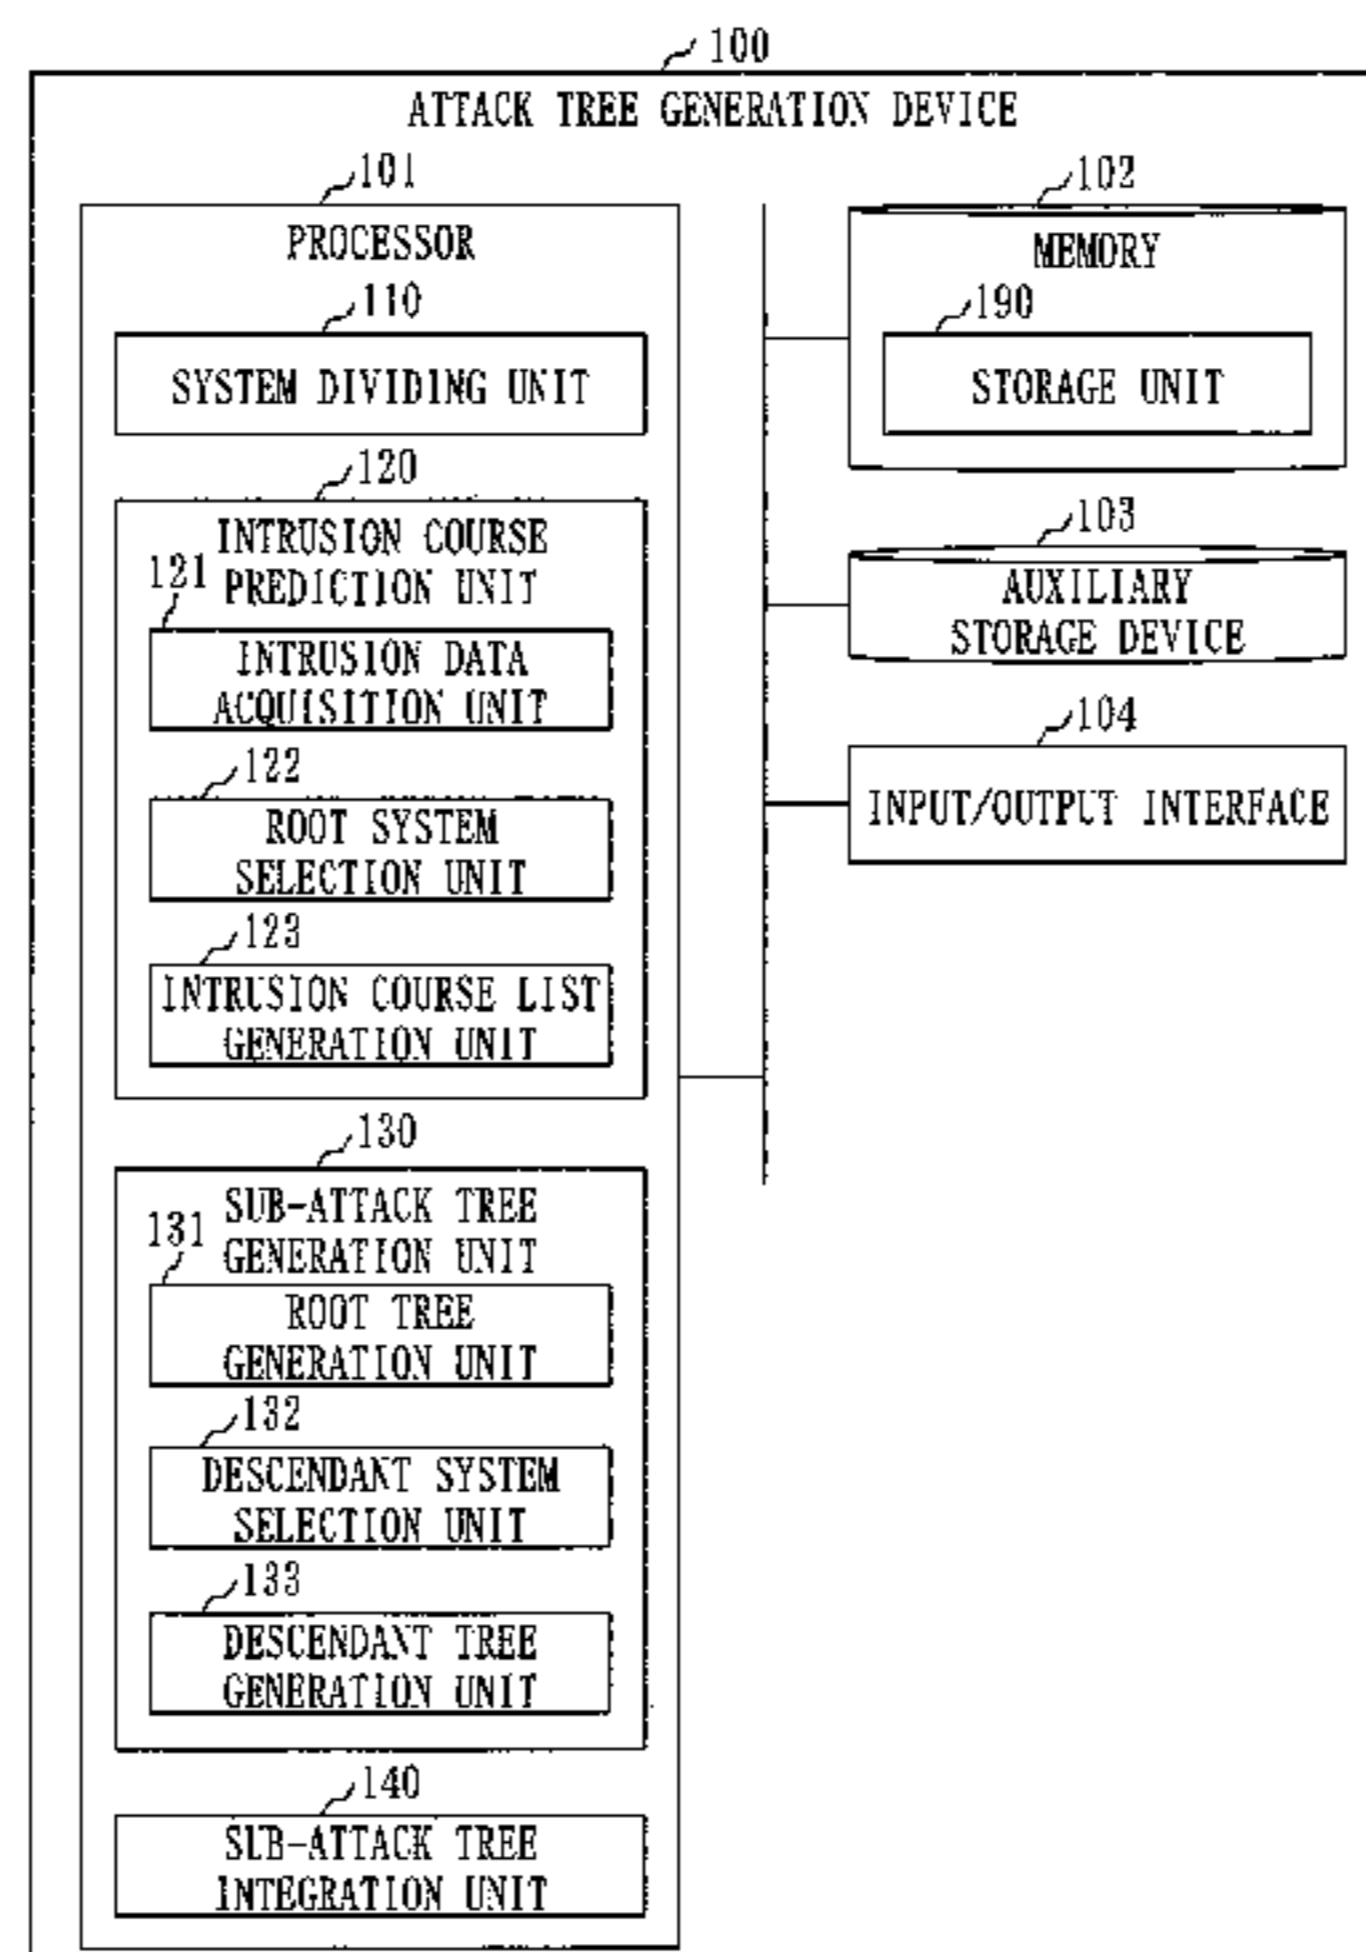 100
ATTACK TREE GENERATION DEVICE
101
PROCESSOR
110
SYSTEM DIVIDING UNIT
120
INTRUSION COURSE
PREDICTION UNIT
121
INTRUSION DATA
ACQUISITION UNIT
122
ROOT SYSTEM
SELECTION UNIT
123
INTRUSION COURSE LIST
GENERATION UNIT
130
SUB-ATTACK TREE
GENERATION UNIT
131
ROOT TREE
GENERATION UNIT
132
DESCENDANT SYSTEM
SELECTION UNIT
133
DESCENDANT TREE
GENERATION UNIT
140
SUB-ATTACK TREE
INTEGRATION UNIT
102
MEMORY
190
STORAGE UNIT
103
AUXILIARY
STORAGE DEVICE
104
INPUT/OUTPUT INTERFACE